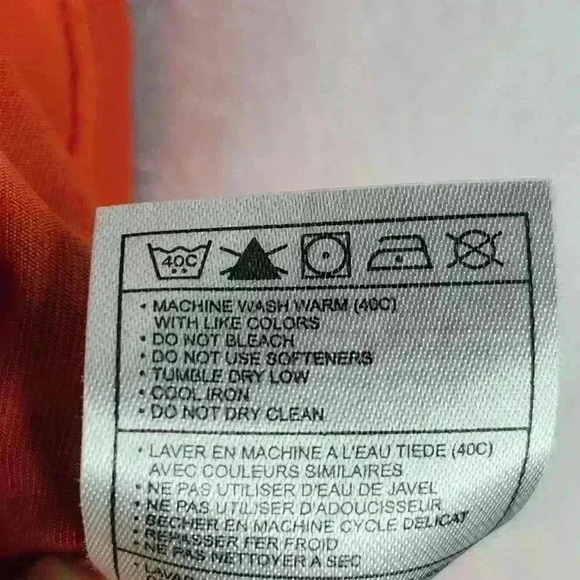 40C
• MACHINE WASH WARM (40C)
WITH LIKE COLORS
• DO NOT BLEACH
• DO NOT USE SOFTENERS
• TUMBLE DRY LOW
• COOL IRON
• DO NOT DRY CLEAN
• LAVER EN MACHINE A L'EAU TIEDE (40C)
AVEC COULEURS SIMILAIRES
• NE PAS UTILISER D'EAU DE JAVEL
• NE PAS UTILISER D'ADOUCISSEUR
• SECHER EN MACHINE CYCLE DELICAT
• REPASSER FER FROID
• NE PAS NETTOYER A SEC